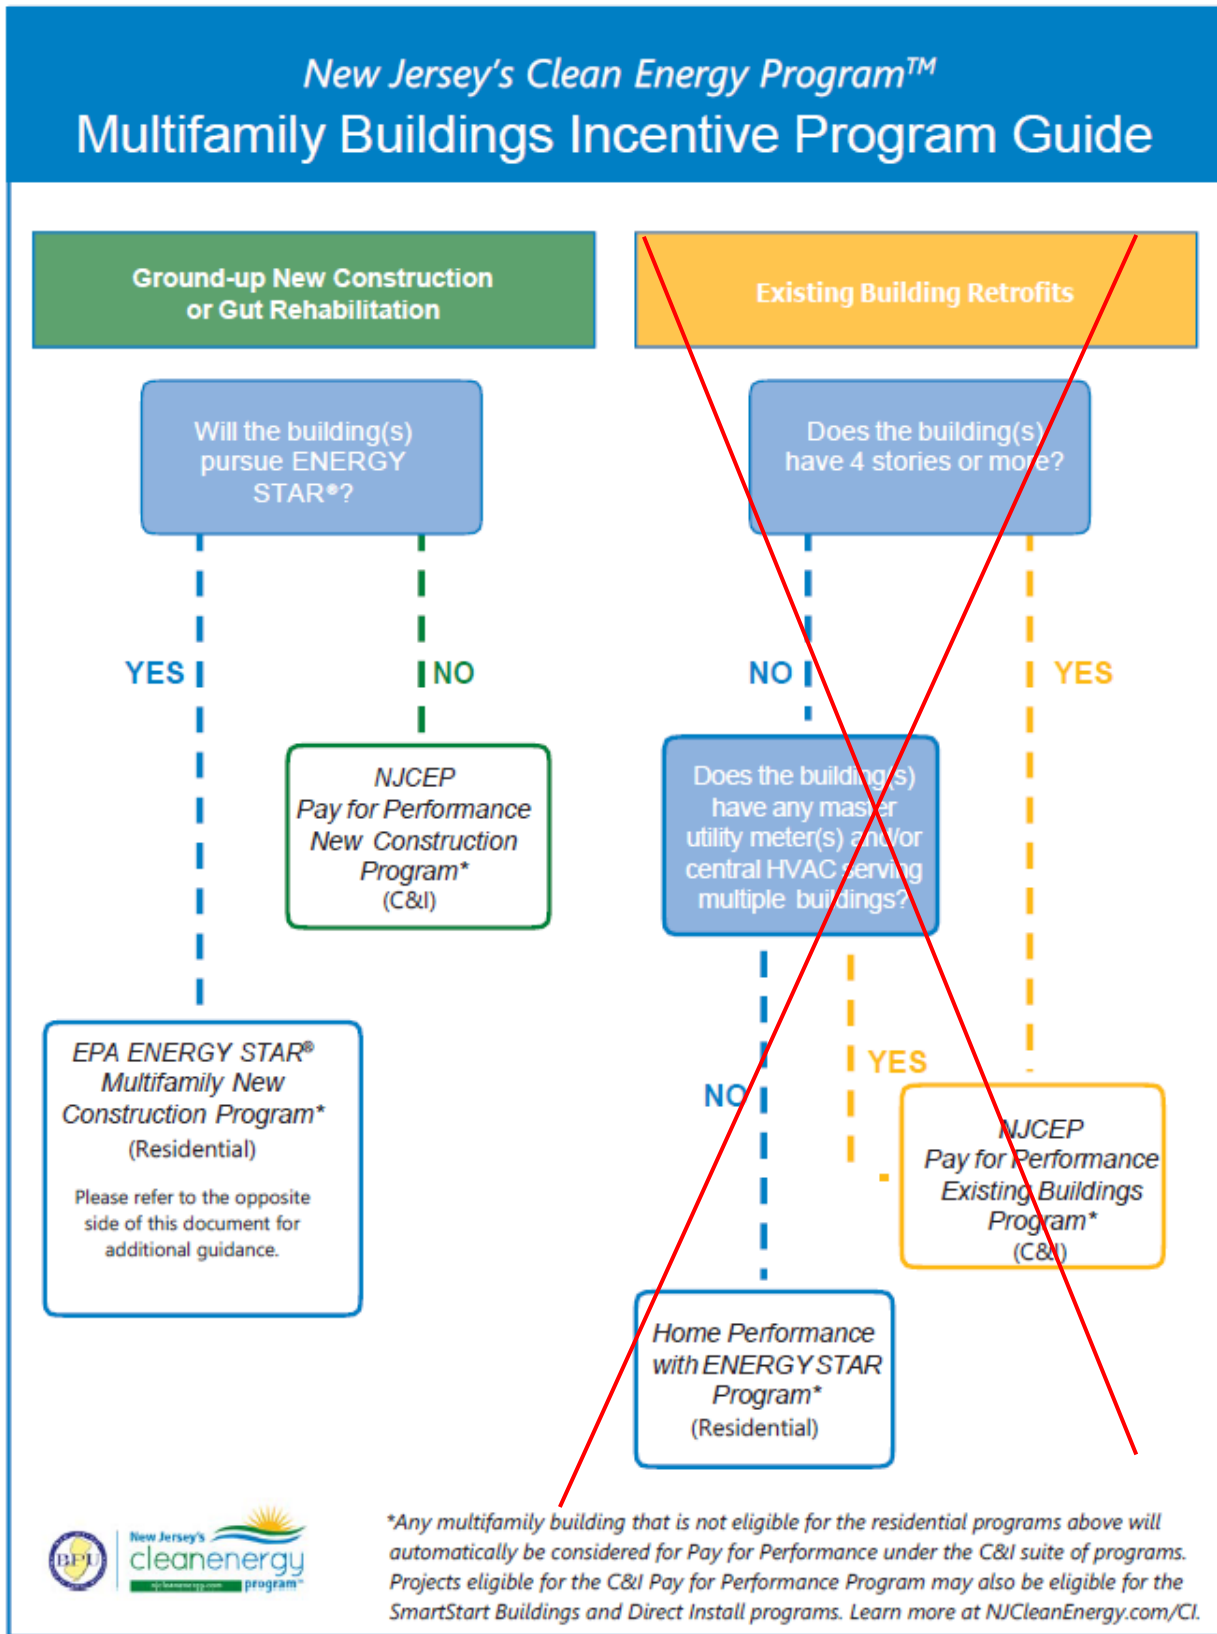 New Jersey's Clean Energy Program™
Multifamily Buildings Incentive Program Guide
Ground-up New Construction
or Gut Rehabilitation
Will the building(s)
pursue ENERGY
STAR®?
YES
NO
NJCEP
Pay for Performance
New Construction
Program*
(C&I)
EPA ENERGY STAR®
Multifamily New
Construction Program*
(Residential)
Please refer to the opposite
side of this document for
additional guidance.
Existing Building Retrofits
Does the building(s)
have 4 stories or more?
NO
YES
Does the building(s)
have any master
utility meter(s) and/or
central HVAC serving
multiple buildings?
NO
YES
NJCEP
Pay for Performance
Existing Buildings
Program*
(C&I)
Home Performance
with ENERGY STAR
Program*
(Residential)
BPU
New Jersey's
cleanenergy
njcleanenergy.com
program™
*Any multifamily building that is not eligible for the residential programs above will
automatically be considered for Pay for Performance under the C&I suite of programs.
Projects eligible for the C&I Pay for Performance Program may also be eligible for the
SmartStart Buildings and Direct Install programs. Learn more at NJCleanEnergy.com/CI.